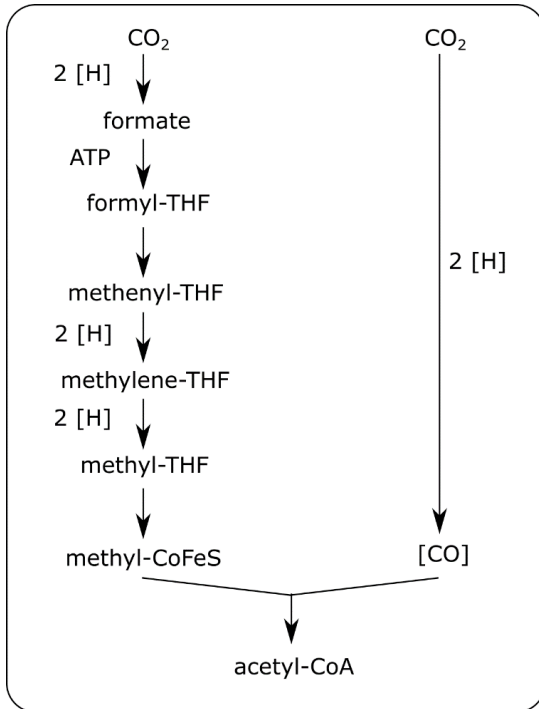 CO₂
CO₂
2 [H]
formate
ATP
formyl-THF
2 [H]
methenyl-THF
2 [H]
methylene-THF
2 [H]
methyl-THF
methyl-CoFeS
[CO]
acetyl-CoA